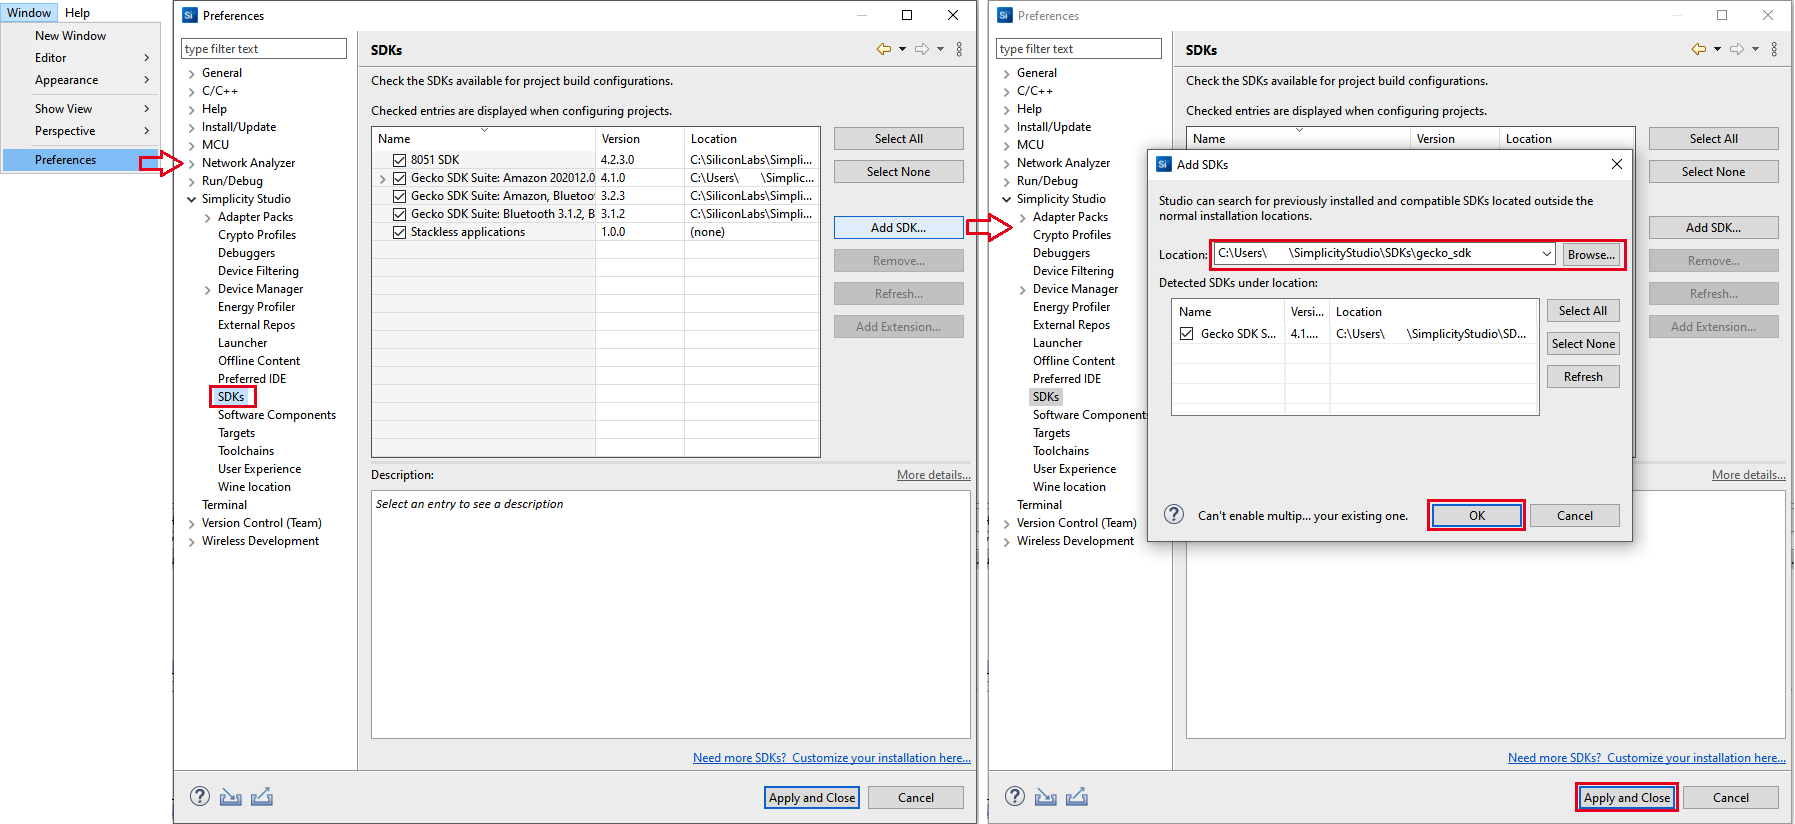 Window Help
New Window
Editor
Appearance
Show View
Perspective
Preferences
Si Preferences
type filter text
General
C/C++
Help
Install/Update
MCU
Network Analyzer
Run/Debug
Simplicity Studio
Adapter Packs
Crypto Profiles
Debuggers
Device Filtering
Device Manager
Energy Profiler
External Repos
Launcher
Offline Content
Preferred IDE
SDKs
Software Components
Targets
Toolchains
User Experience
Wine location
Terminal
Version Control (Team)
Wireless Development
SDKs
Check the SDKs available for project build configurations.
Checked entries are displayed when configuring projects.
Name Version Location
8051 SDK 4.2.3.0 C:\SiliconLabs\Simpli...
Gecko SDK Suite: Amazon 202012.0 4.1.0 C:\Users\ \Simplic...
Gecko SDK Suite: Amazon, Bluetoo 3.2.3 C:\SiliconLabs\Simpli...
Gecko SDK Suite: Bluetooth 3.1.2, B 3.1.2 C:\SiliconLabs\Simpli...
Stackless applications 1.0.0 (none)
Select All
Select None
Add SDK...
Remove...
Refresh...
Add Extension...
Description: More details...
Select an entry to see a description
Need more SDKs? Customize your installation here...
? Apply and Close Cancel
Si Preferences
type filter text
General
C/C++
Help
Install/Update
MCU
Network Analyzer
Run/Debug
Simplicity Studio
Adapter Packs
Crypto Profiles
Debuggers
Device Filtering
Device Manager
Energy Profiler
External Repos
Launcher
Offline Content
Preferred IDE
SDKs
Software Component
Targets
Toolchains
User Experience
Wine location
Terminal
Version Control (Team)
Wireless Development
SDKs
Check the SDKs available for project build configurations.
Checked entries are displayed when configuring projects.
Name Version Location
Select All
Select None
Add SDK...
Remove...
Refresh...
Add Extension...
More details...
Si Add SDKs
Studio can search for previously installed and compatible SDKs located outside the
normal installation locations.
Location: C:\Users\ \SimplicityStudio\SDKs\gecko_sdk Browse...
Detected SDKs under location:
Name Versi... Location
Gecko SDK S... 4.1.... C:\Users\ \SimplicityStudio\SD...
Select All
Select None
Refresh
? Can't enable multip... your existing one. OK Cancel
Need more SDKs? Customize your installation here...
? Apply and Close Cancel